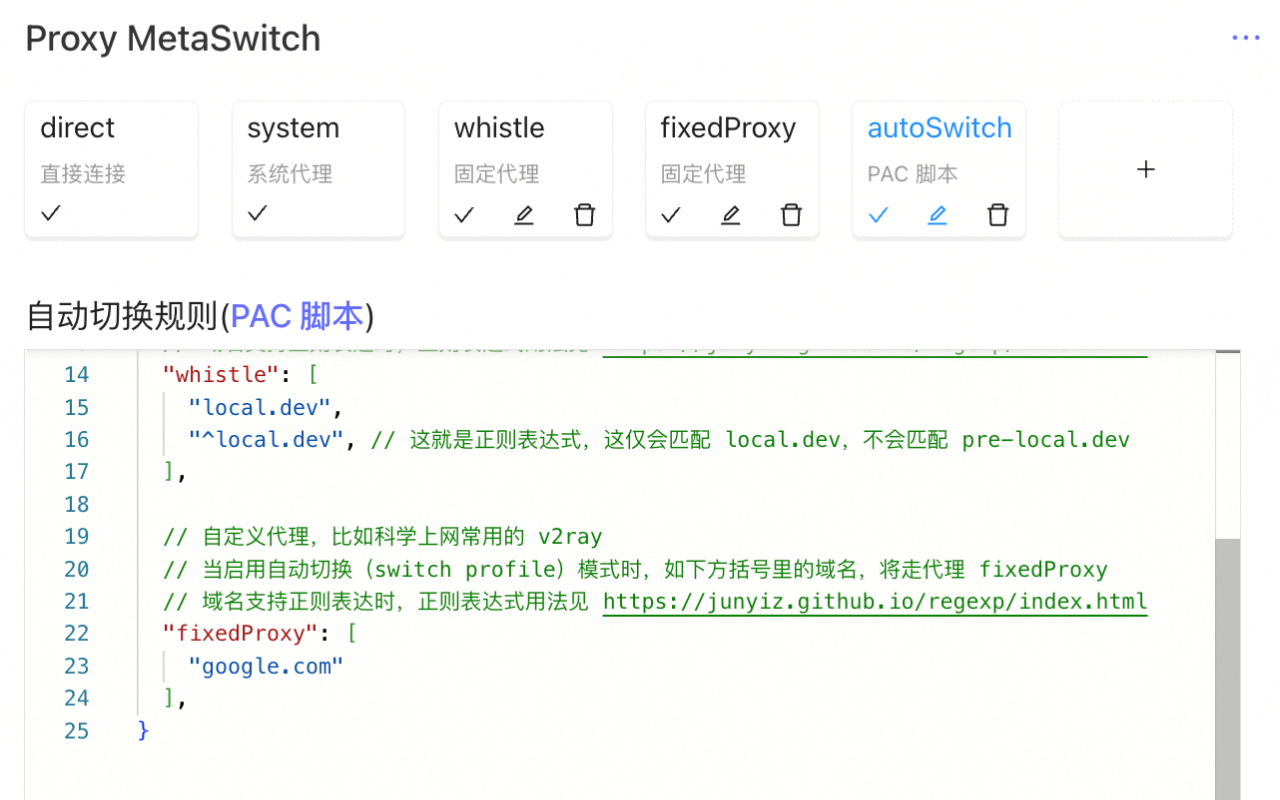 Proxy MetaSwitch
direct
直接连接
system
系统代理
whistle
固定代理
fixedProxy
固定代理
autoSwitch
PAC 脚本
+
自动切换规则(PAC 脚本)
14 "whistle": [
15 "local.dev",
16 "^local.dev", // 这就是正则表达式，这仅会匹配 local.dev，不会匹配 pre-local.dev
17 ],
18
19 // 自定义代理，比如科学上网常用的 v2ray
20 // 当启用自动切换（switch profile）模式时，如下方括号里的域名，将走代理 fixedProxy
21 // 域名支持正则表达时，正则表达式用法见 https://junyiz.github.io/regexp/index.html
22 "fixedProxy": [
23 "google.com"
24 ],
25 }